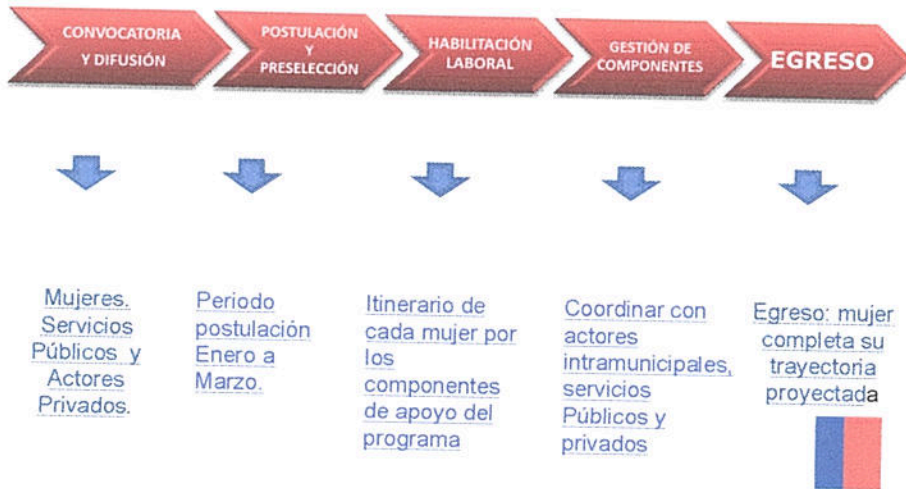 CONVOCATORIA
Y DIFUSIÓN
POSTULACIÓN
Y
PRESELECCIÓN
HABILITACIÓN
LABORAL
GESTIÓN DE
COMPONENTES
EGRESO
Mujeres.
Servicios
Públicos y
Actores
Privados.
Periodo
postulación
Enero a
Marzo.
Itinerario de
cada mujer por
los
componentes
de apoyo del
programa
Coordinar con
actores
intramunicipales,
servicios
Públicos y
privados
Egreso: mujer
completa su
trayectoria
proyectada